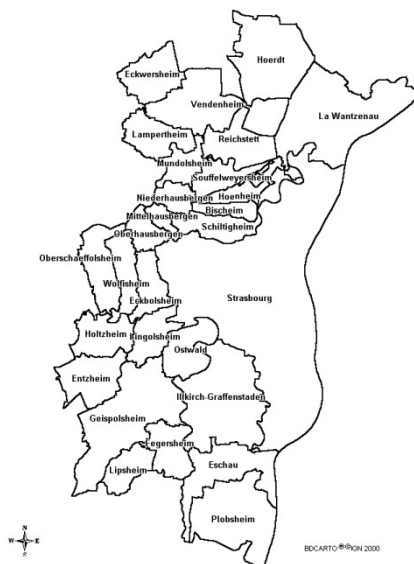 Hoerdt
Eckwersheim
Vendenheim
La Wantzenau
Lampertheim
Reichstett
Mundolsheim
Souffelweyersheim
Niederhausbergen
Hoenheim
Mittelhausbergen
Bischeim
Schiltigheim
Oberhausbergen
Oberschaeffolsheim
Wolfisheim
Eckbolsheim
Strasbourg
Holtzheim
Lingolsheim
Ostwald
Entzheim
Illkirch-Graffenstaden
Geispolsheim
Fegersheim
Lipsheim
Eschau
Plobsheim
N
W
E
S
BDCARTO ®©IGN 2000